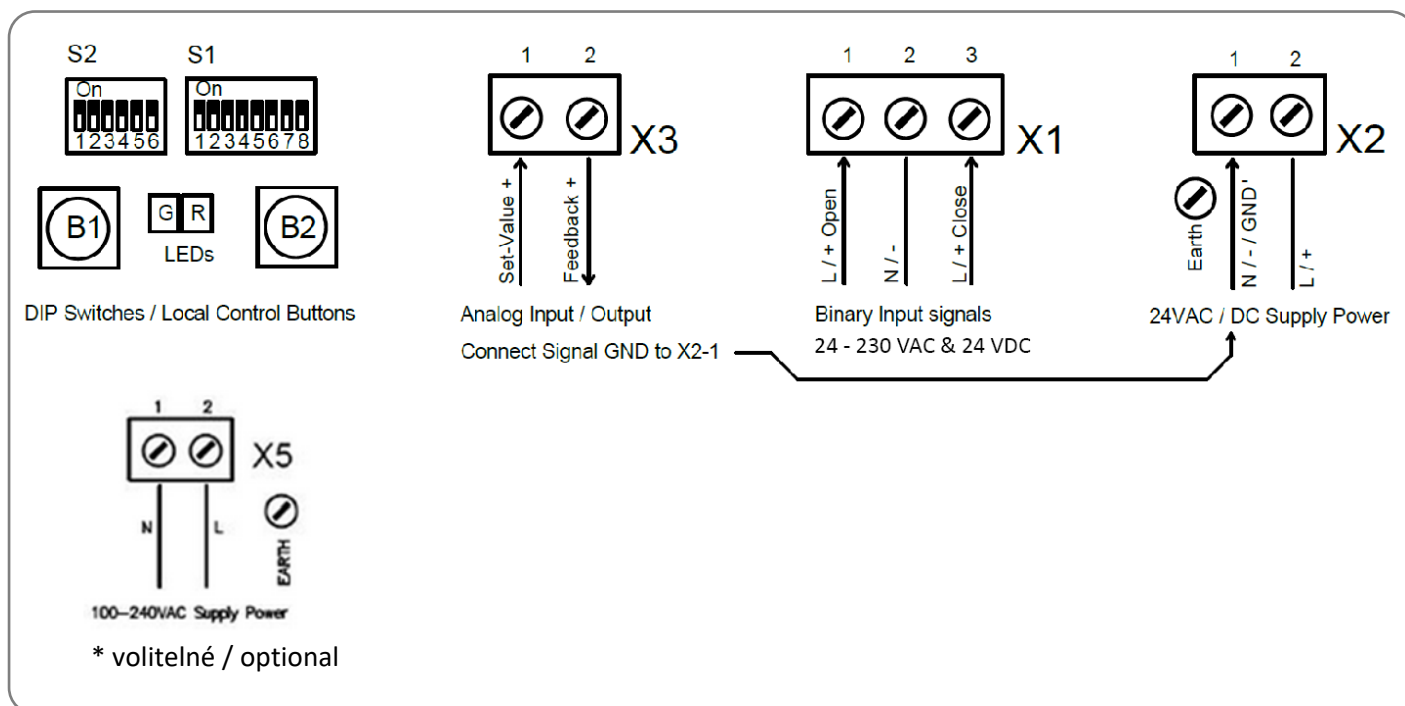 S2
On
123456
S1
On
12345678
B1
G R
LEDs
B2
DIP Switches / Local Control Buttons
1 2
X3
Set-Value +
Feedback +
Analog Input / Output
Connect Signal GND to X2-1
1 2 3
X1
L / + Open
N / -
L / + Close
Binary Input signals
24 - 230 VAC & 24 VDC
1 2
X2
Earth
N / - / GND'
L / +
24VAC / DC Supply Power
1 2
X5
N
L
EARTH
100–240VAC Supply Power
* volitelné / optional